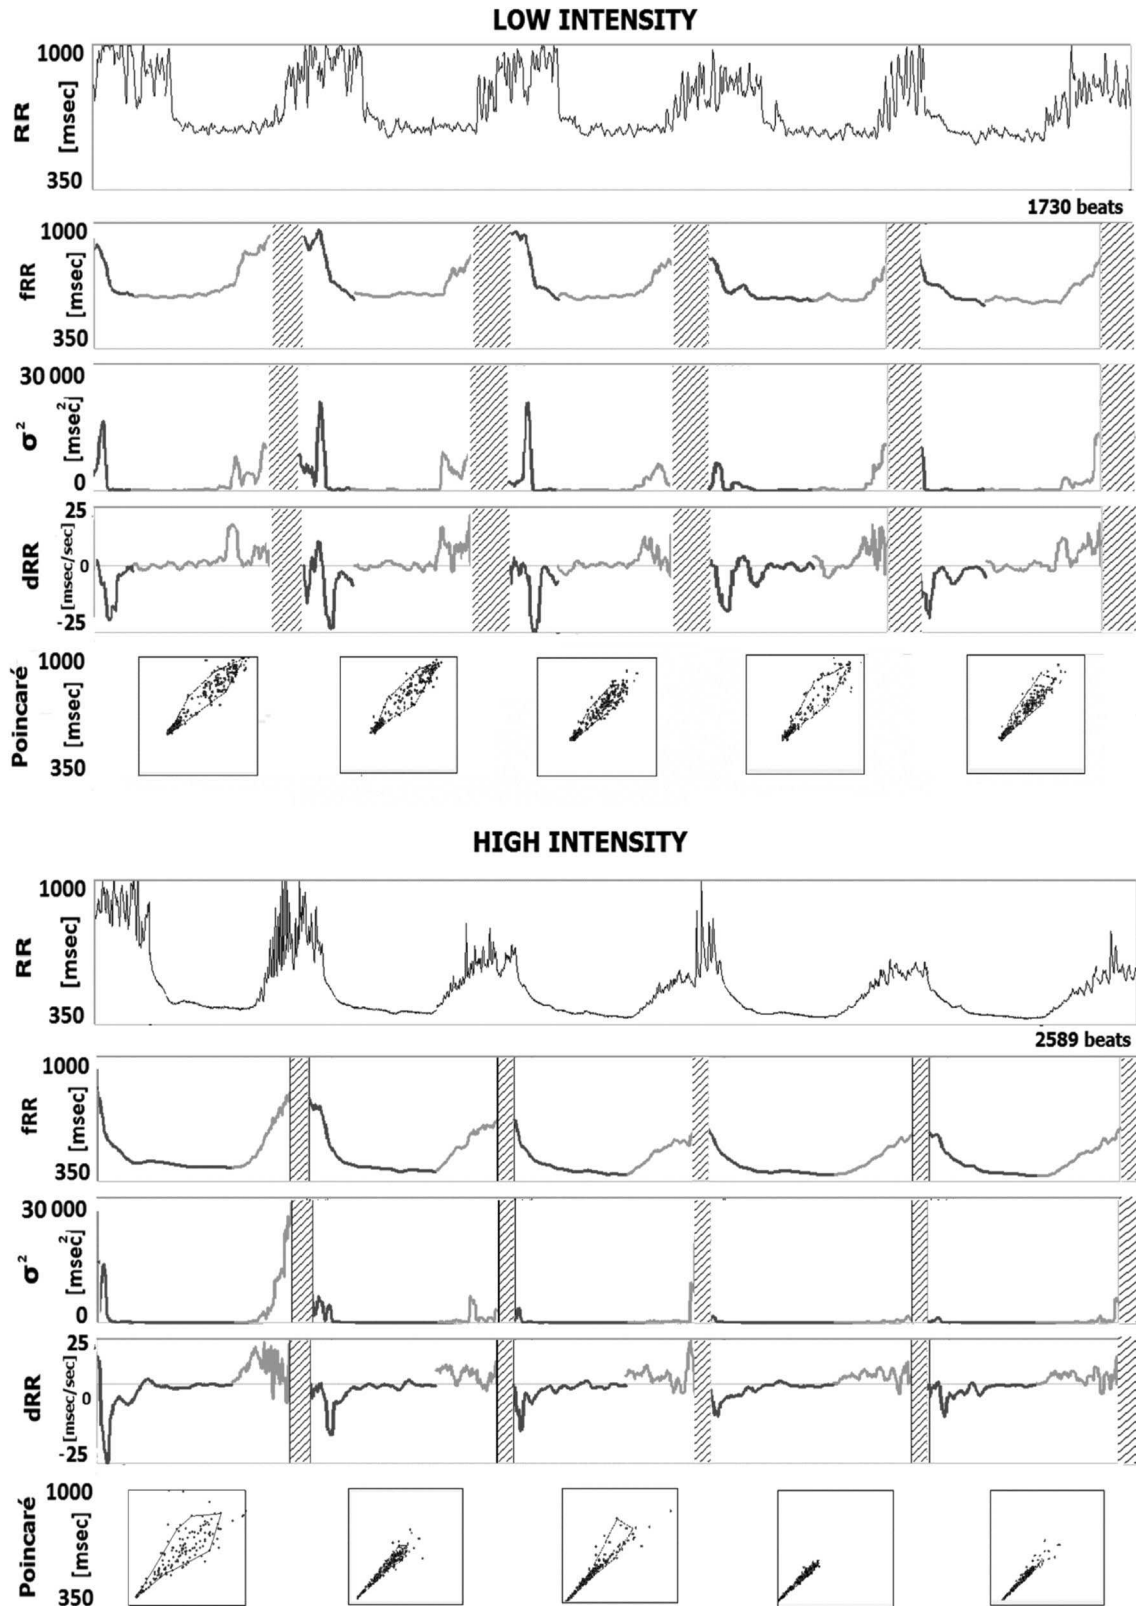 LOW INTENSITY
1000
RR
[msec]
350
1730 beats
1000
fRR
[msec]
350
30 000
σ²
[msec²]
0
25
dRR
[msec/sec]
0
-25
1000
Poincaré
[msec]
350
HIGH INTENSITY
1000
RR
[msec]
350
2589 beats
1000
fRR
[msec]
350
30 000
σ²
[msec²]
0
25
dRR
[msec/sec]
0
-25
1000
Poincaré
[msec]
350